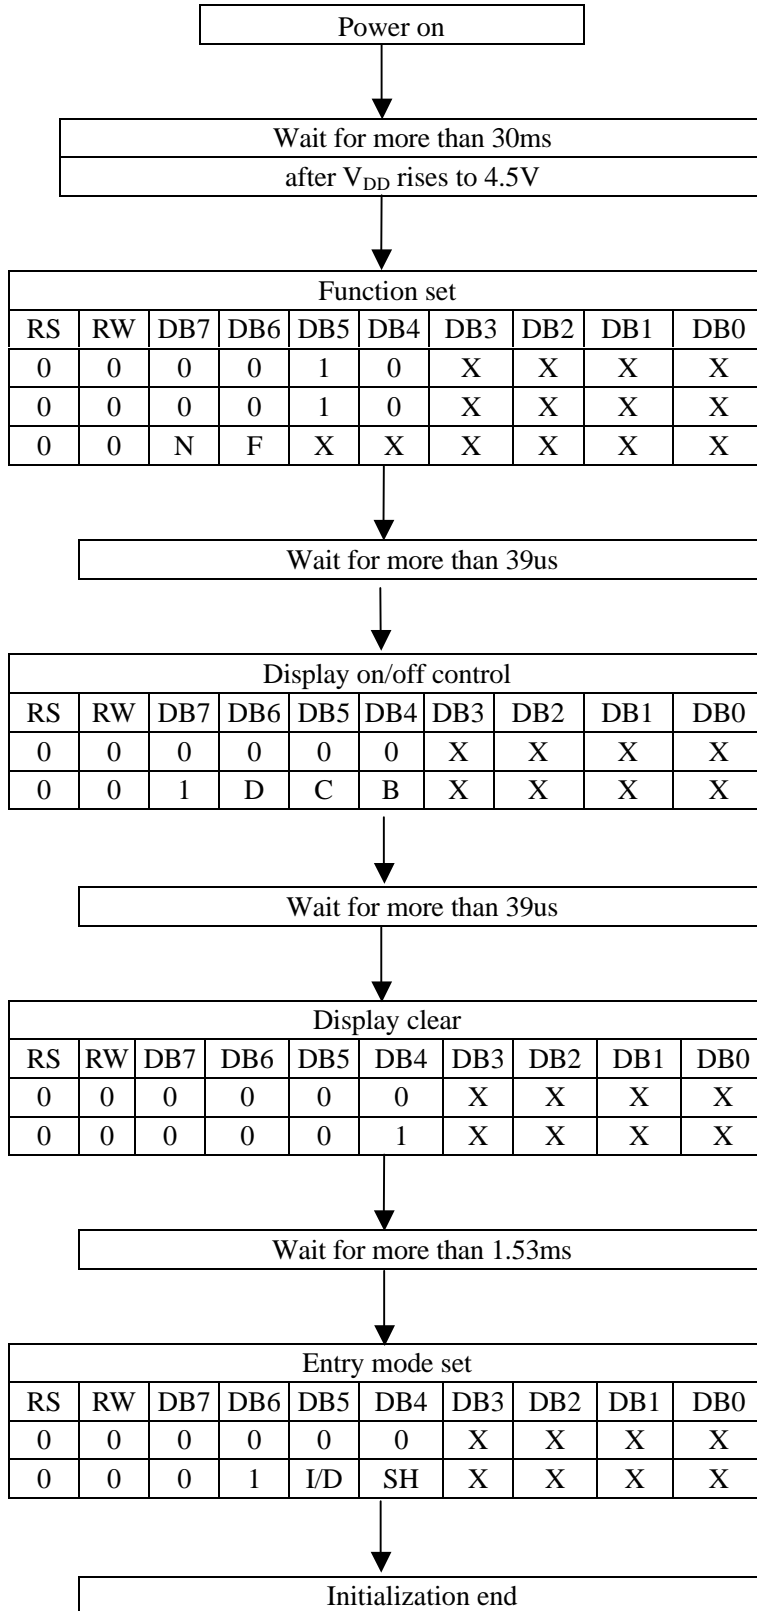 Power on
Wait for more than 30ms
after VDD rises to 4.5V
Function set
RS RW DB7 DB6 DB5 DB4 DB3 DB2 DB1 DB0
0 0 0 0 1 0 X X X X
0 0 0 0 1 0 X X X X
0 0 N F X X X X X X
Wait for more than 39us
Display on/off control
RS RW DB7 DB6 DB5 DB4 DB3 DB2 DB1 DB0
0 0 0 0 0 0 X X X X
0 0 1 D C B X X X X
Wait for more than 39us
Display clear
RS RW DB7 DB6 DB5 DB4 DB3 DB2 DB1 DB0
0 0 0 0 0 0 X X X X
0 0 0 0 0 1 X X X X
Wait for more than 1.53ms
Entry mode set
RS RW DB7 DB6 DB5 DB4 DB3 DB2 DB1 DB0
0 0 0 0 0 0 X X X X
0 0 0 1 I/D SH X X X X
Initialization end